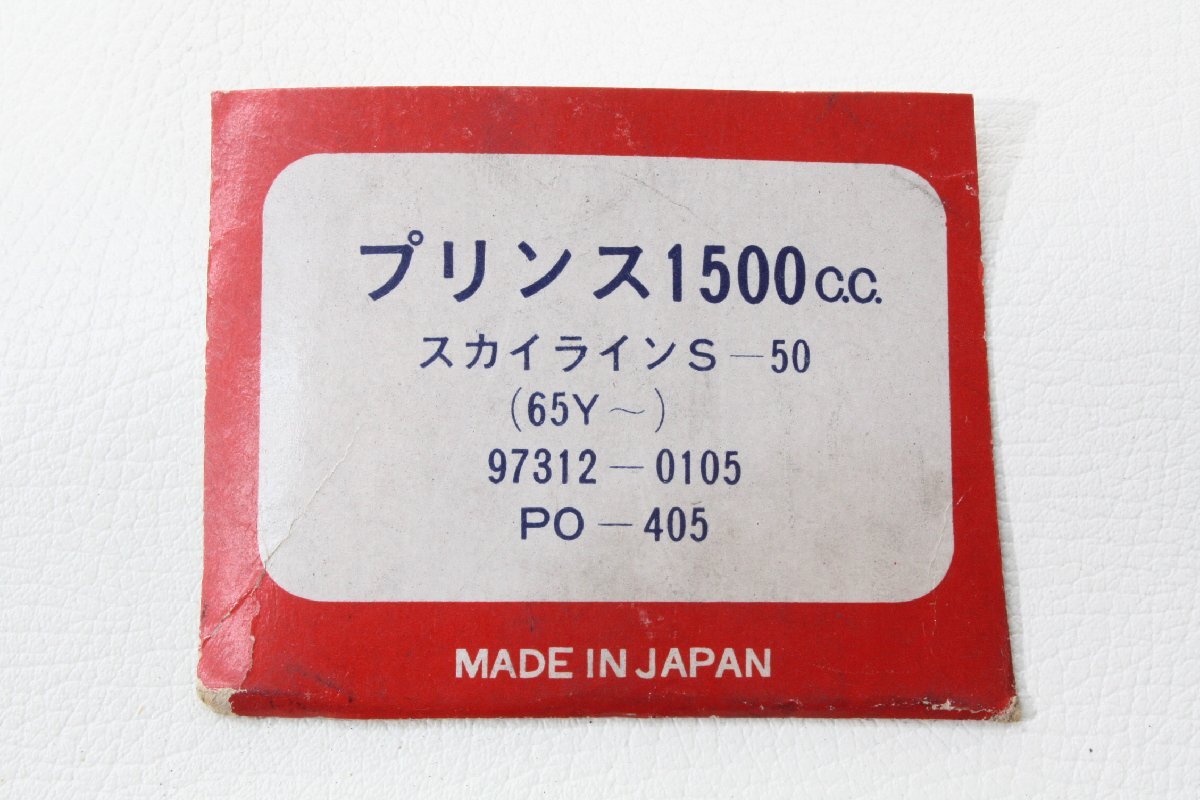 プリンス1500C.C.
スカイラインS－50
(65Y～)
97312－0105
PO－405
MADE IN JAPAN